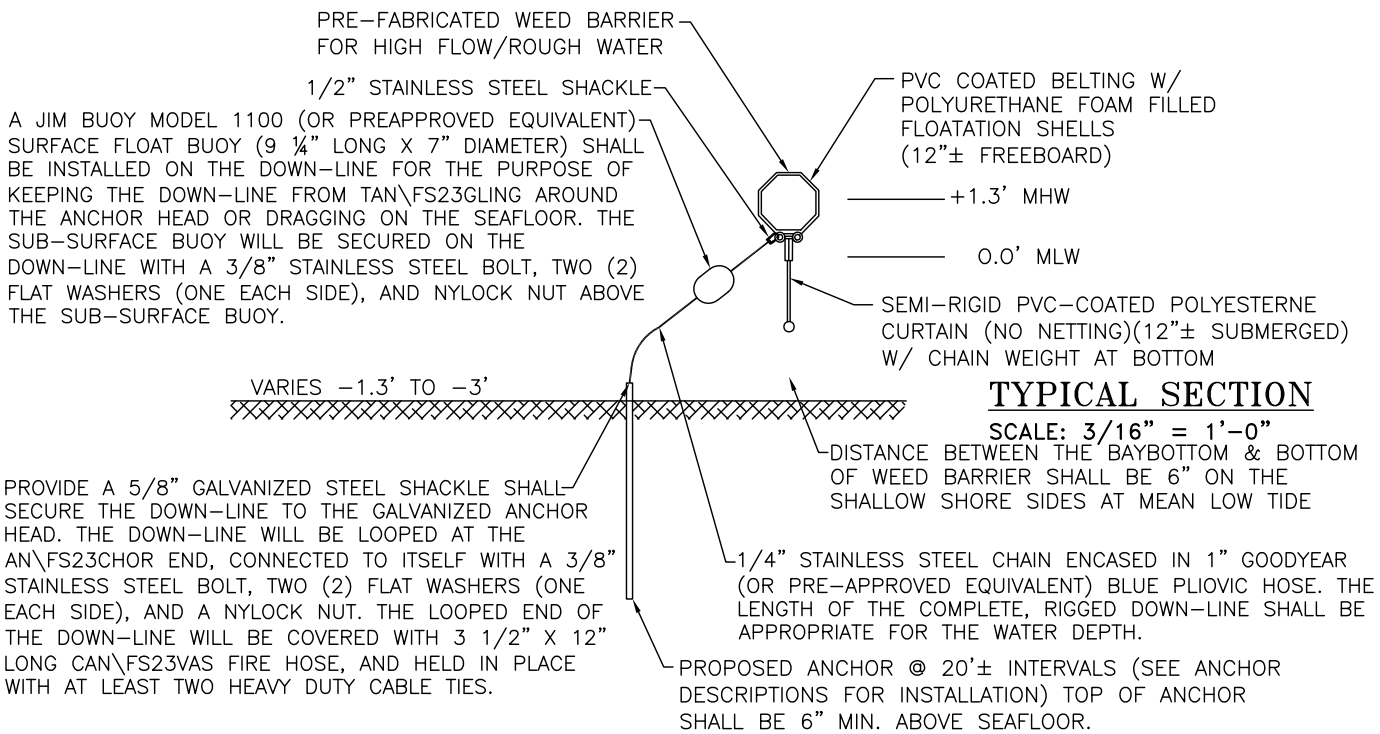 PRE-FABRICATED WEED BARRIER
FOR HIGH FLOW/ROUGH WATER
1/2" STAINLESS STEEL SHACKLE
A JIM BUOY MODEL 1100 (OR PREAPPROVED EQUIVALENT)
SURFACE FLOAT BUOY (9 ¼" LONG X 7" DIAMETER) SHALL
BE INSTALLED ON THE DOWN-LINE FOR THE PURPOSE OF
KEEPING THE DOWN-LINE FROM TAN\FS23GLING AROUND
THE ANCHOR HEAD OR DRAGGING ON THE SEAFLOOR. THE
SUB-SURFACE BUOY WILL BE SECURED ON THE
DOWN-LINE WITH A 3/8" STAINLESS STEEL BOLT, TWO (2)
FLAT WASHERS (ONE EACH SIDE), AND NYLOCK NUT ABOVE
THE SUB-SURFACE BUOY.
PVC COATED BELTING W/
POLYURETHANE FOAM FILLED
FLOATATION SHELLS
(12"± FREEBOARD)
+1.3' MHW
0.0' MLW
SEMI-RIGID PVC-COATED POLYESTERNE
CURTAIN (NO NETTING)(12"± SUBMERGED)
W/ CHAIN WEIGHT AT BOTTOM
VARIES -1.3' TO -3'
TYPICAL SECTION
SCALE: 3/16" = 1'-0"
DISTANCE BETWEEN THE BAYBOTTOM & BOTTOM
OF WEED BARRIER SHALL BE 6" ON THE
SHALLOW SHORE SIDES AT MEAN LOW TIDE
PROVIDE A 5/8" GALVANIZED STEEL SHACKLE SHALL
SECURE THE DOWN-LINE TO THE GALVANIZED ANCHOR
HEAD. THE DOWN-LINE WILL BE LOOPED AT THE
AN\FS23CHOR END, CONNECTED TO ITSELF WITH A 3/8"
STAINLESS STEEL BOLT, TWO (2) FLAT WASHERS (ONE
EACH SIDE), AND A NYLOCK NUT. THE LOOPED END OF
THE DOWN-LINE WILL BE COVERED WITH 3 1/2" X 12"
LONG CAN\FS23VAS FIRE HOSE, AND HELD IN PLACE
WITH AT LEAST TWO HEAVY DUTY CABLE TIES.
1/4" STAINLESS STEEL CHAIN ENCASED IN 1" GOODYEAR
(OR PRE-APPROVED EQUIVALENT) BLUE PLIOVIC HOSE. THE
LENGTH OF THE COMPLETE, RIGGED DOWN-LINE SHALL BE
APPROPRIATE FOR THE WATER DEPTH.
PROPOSED ANCHOR @ 20'± INTERVALS (SEE ANCHOR
DESCRIPTIONS FOR INSTALLATION) TOP OF ANCHOR
SHALL BE 6" MIN. ABOVE SEAFLOOR.